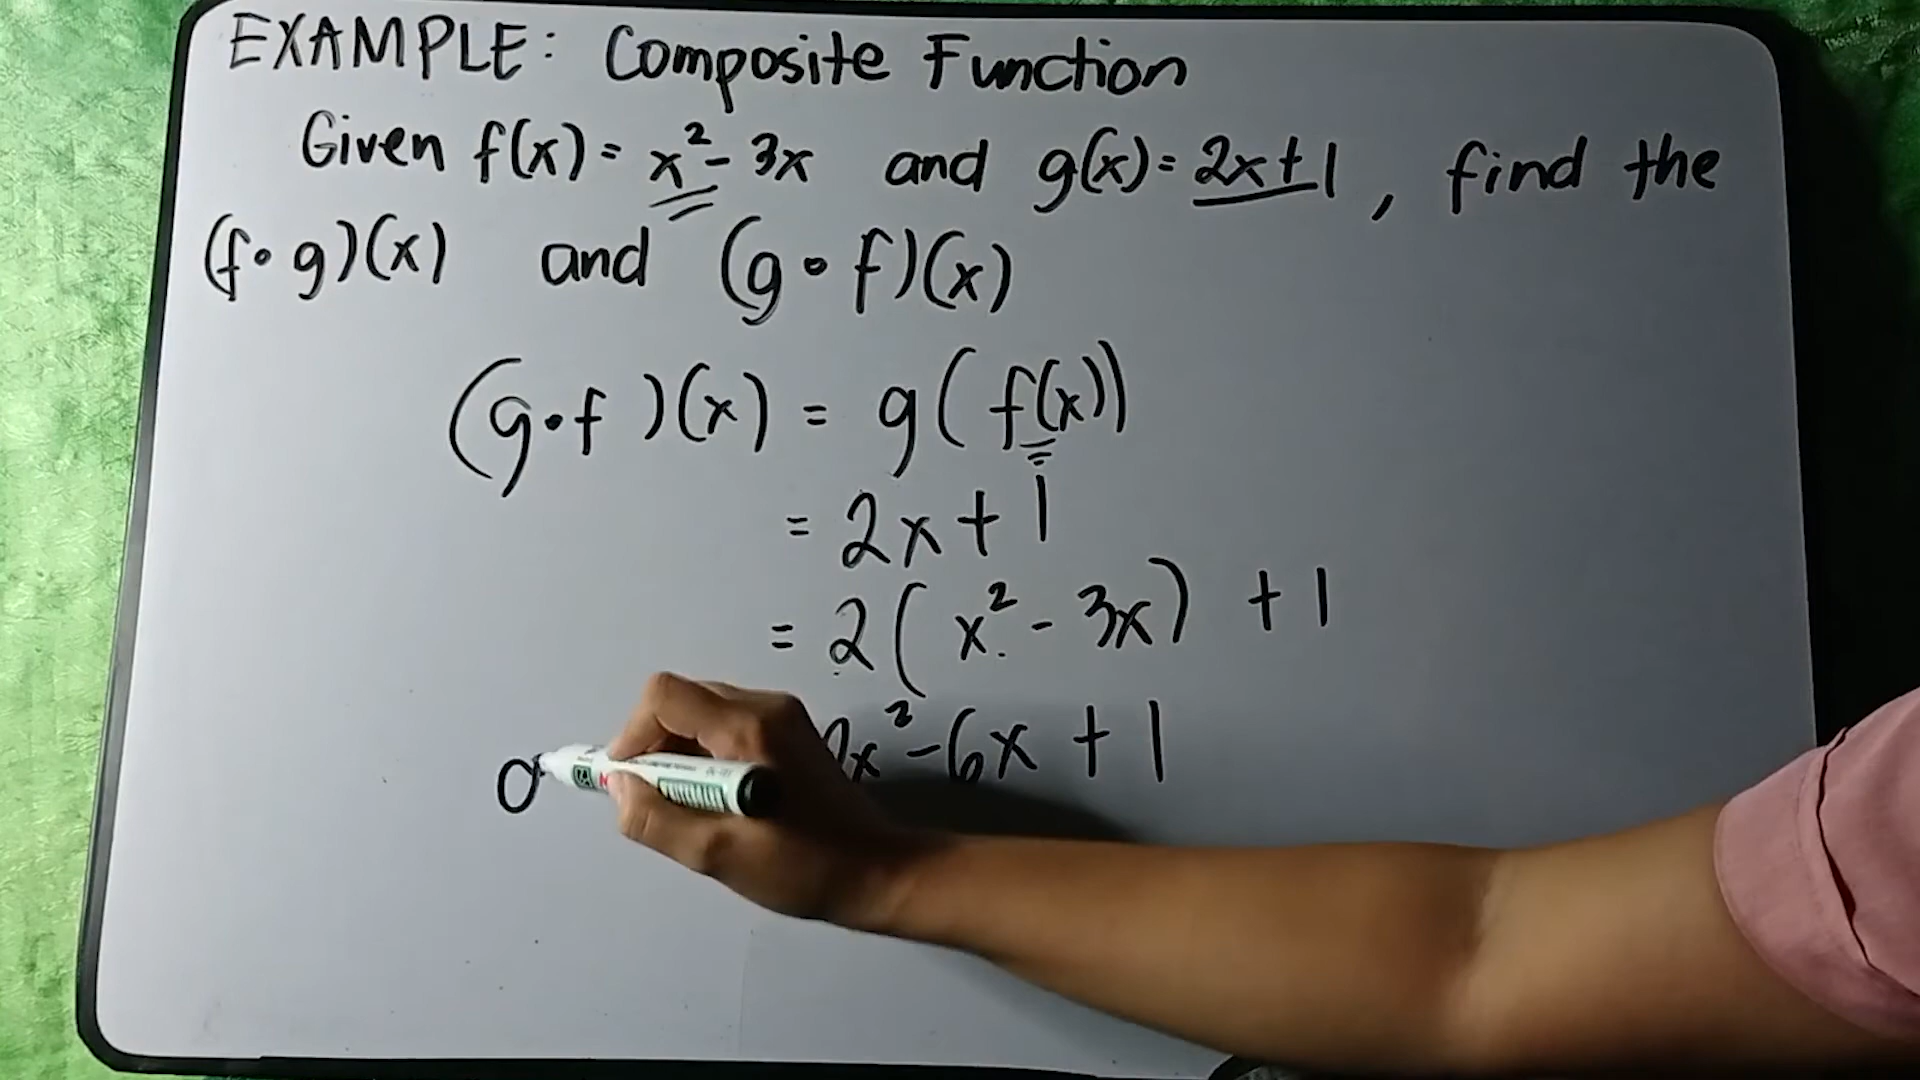 EXAMPLE: Composite Function
Given f(x) = x² - 3x and g(x) = 2x+1, find the
(f∘g)(x) and (g∘f)(x)
(g∘f)(x) = g(f(x))
= 2x + 1
= 2(x² - 3x) + 1
2x² - 6x + 1